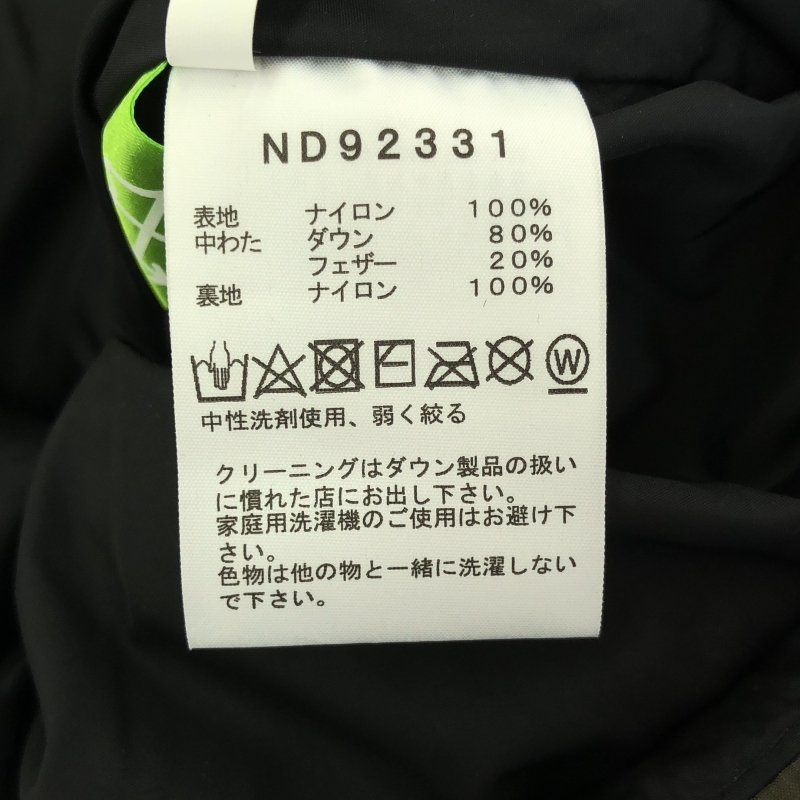 ND92331
表地 ナイロン 100%
中わた ダウン 80%
フェザー 20%
裏地 ナイロン 100%
W
中性洗剤使用、弱く絞る
クリーニングはダウン製品の扱い
に慣れた店にお出し下さい。
家庭用洗濯機のご使用はお避け下
さい。
色物は他の物と一緒に洗濯しない
で下さい。